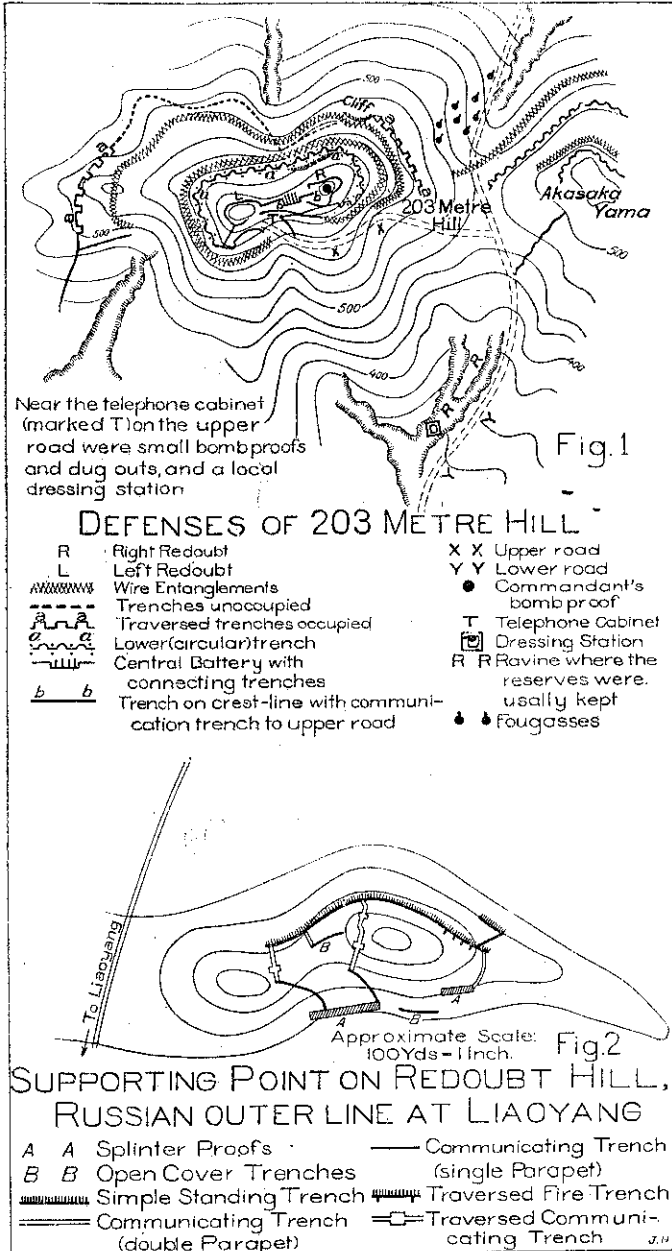 500
Cliff
a
a
a
a
a
a
R
b
b
L
T
203 Metre
Hill
Akasaka
Yama
X X
500
500
500
400
400
R
R
Y
Y
Near the telephone cabinet
(marked T) on the upper
road were small bombproofs
and dug outs, and a local
dressing station
Fig. 1
DEFENSES OF 203 METRE HILL
R Right Redoubt
L Left Redoubt
Wire Entanglements
Trenches unoccupied
a a Traversed trenches occupied
a a Lower (circular) trench
Central Battery with
connecting trenches
b b Trench on crest-line with communi-
cation trench to upper road
X X Upper road
Y Y Lower road
Commandant's
bombproof
T Telephone Cabinet
Dressing Station
R R Ravine where the
reserves were.
usally kept
Fougasses
To Liaoyang
B
A
B
A
Approximate Scale:
100Yds-1 Inch.
Fig. 2
SUPPORTING POINT ON REDOUBT HILL,
RUSSIAN OUTER LINE AT LIAOYANG
A A Splinter Proofs
B B Open Cover Trenches
Simple Standing Trench
Communicating Trench
(double Parapet)
Communicating Trench
(single Parapet)
Traversed Fire Trench
Traversed Communi-
cating Trench